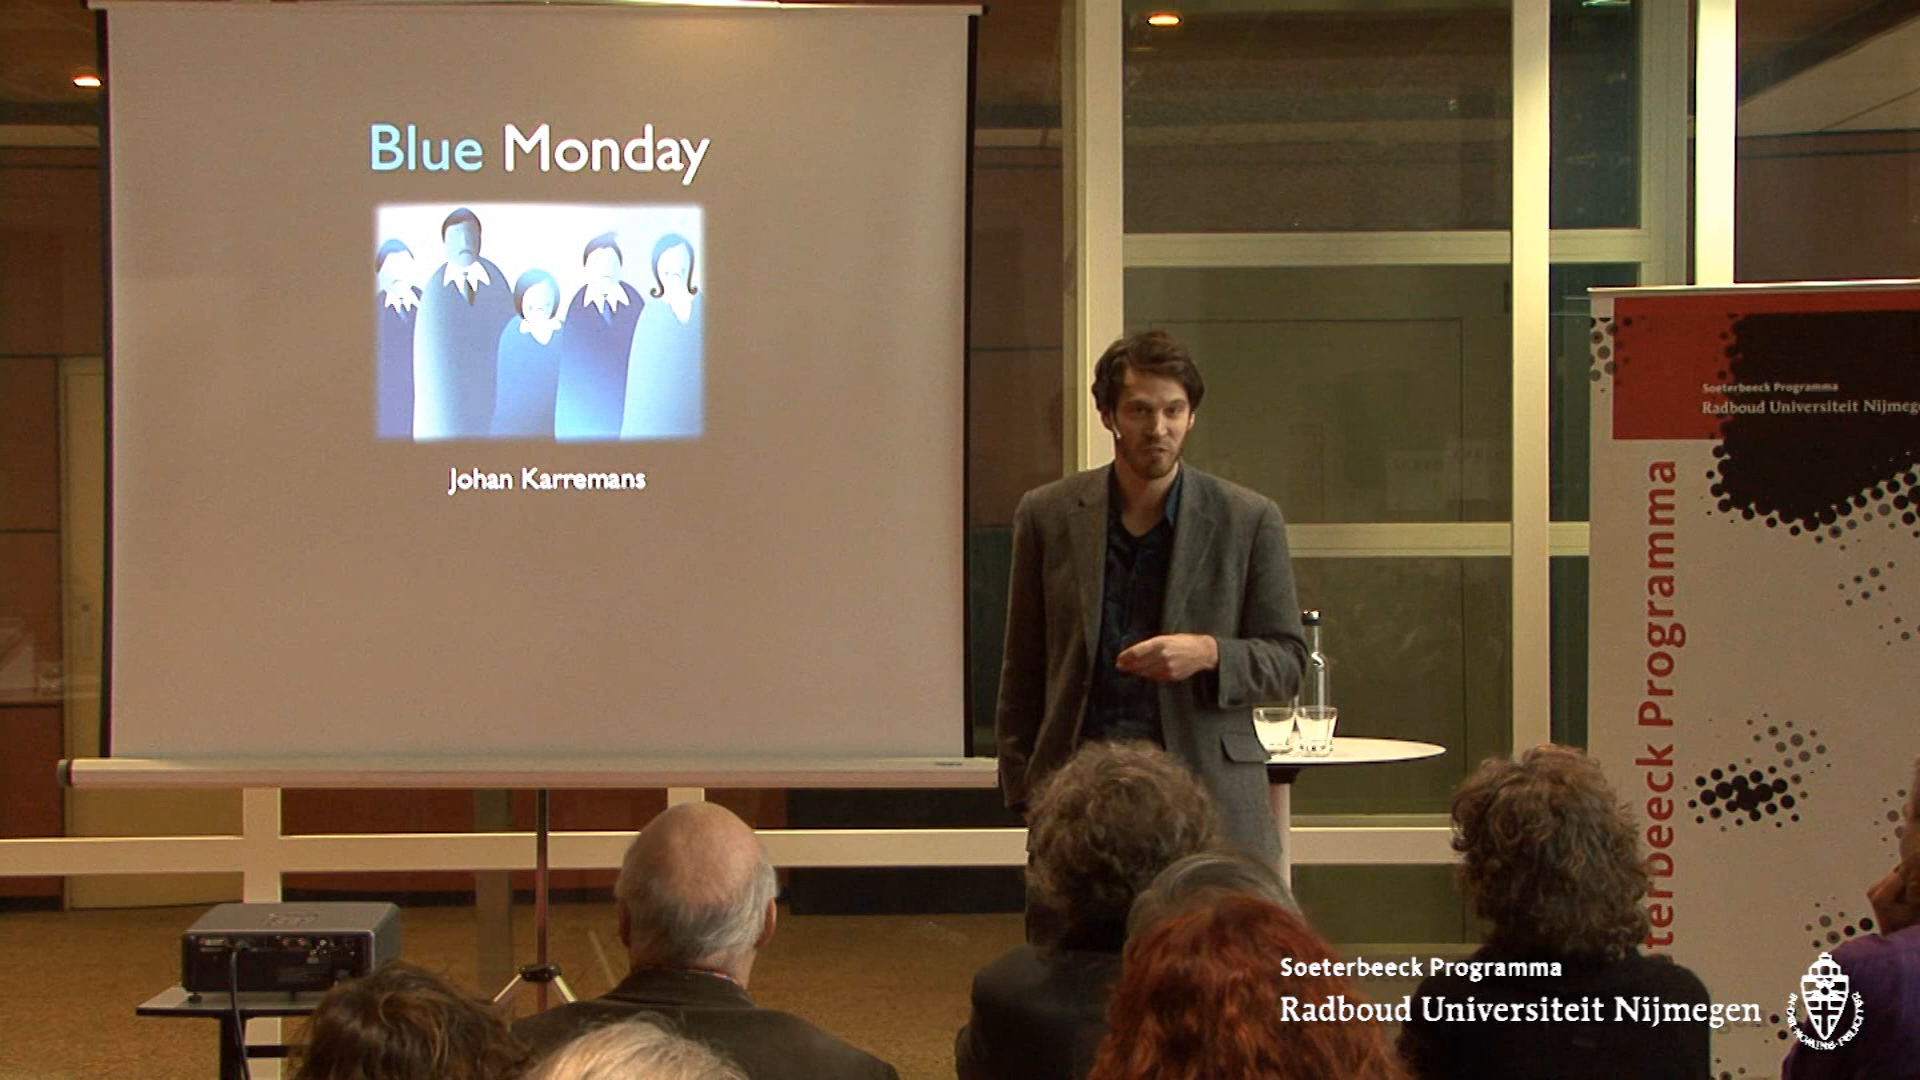 Blue Monday
Johan Karremans
Soeterbeeck Programma
Radboud Universiteit Nijmeg
terbeeck Programma
Soeterbeeck Programma
Radboud Universiteit Nijmegen